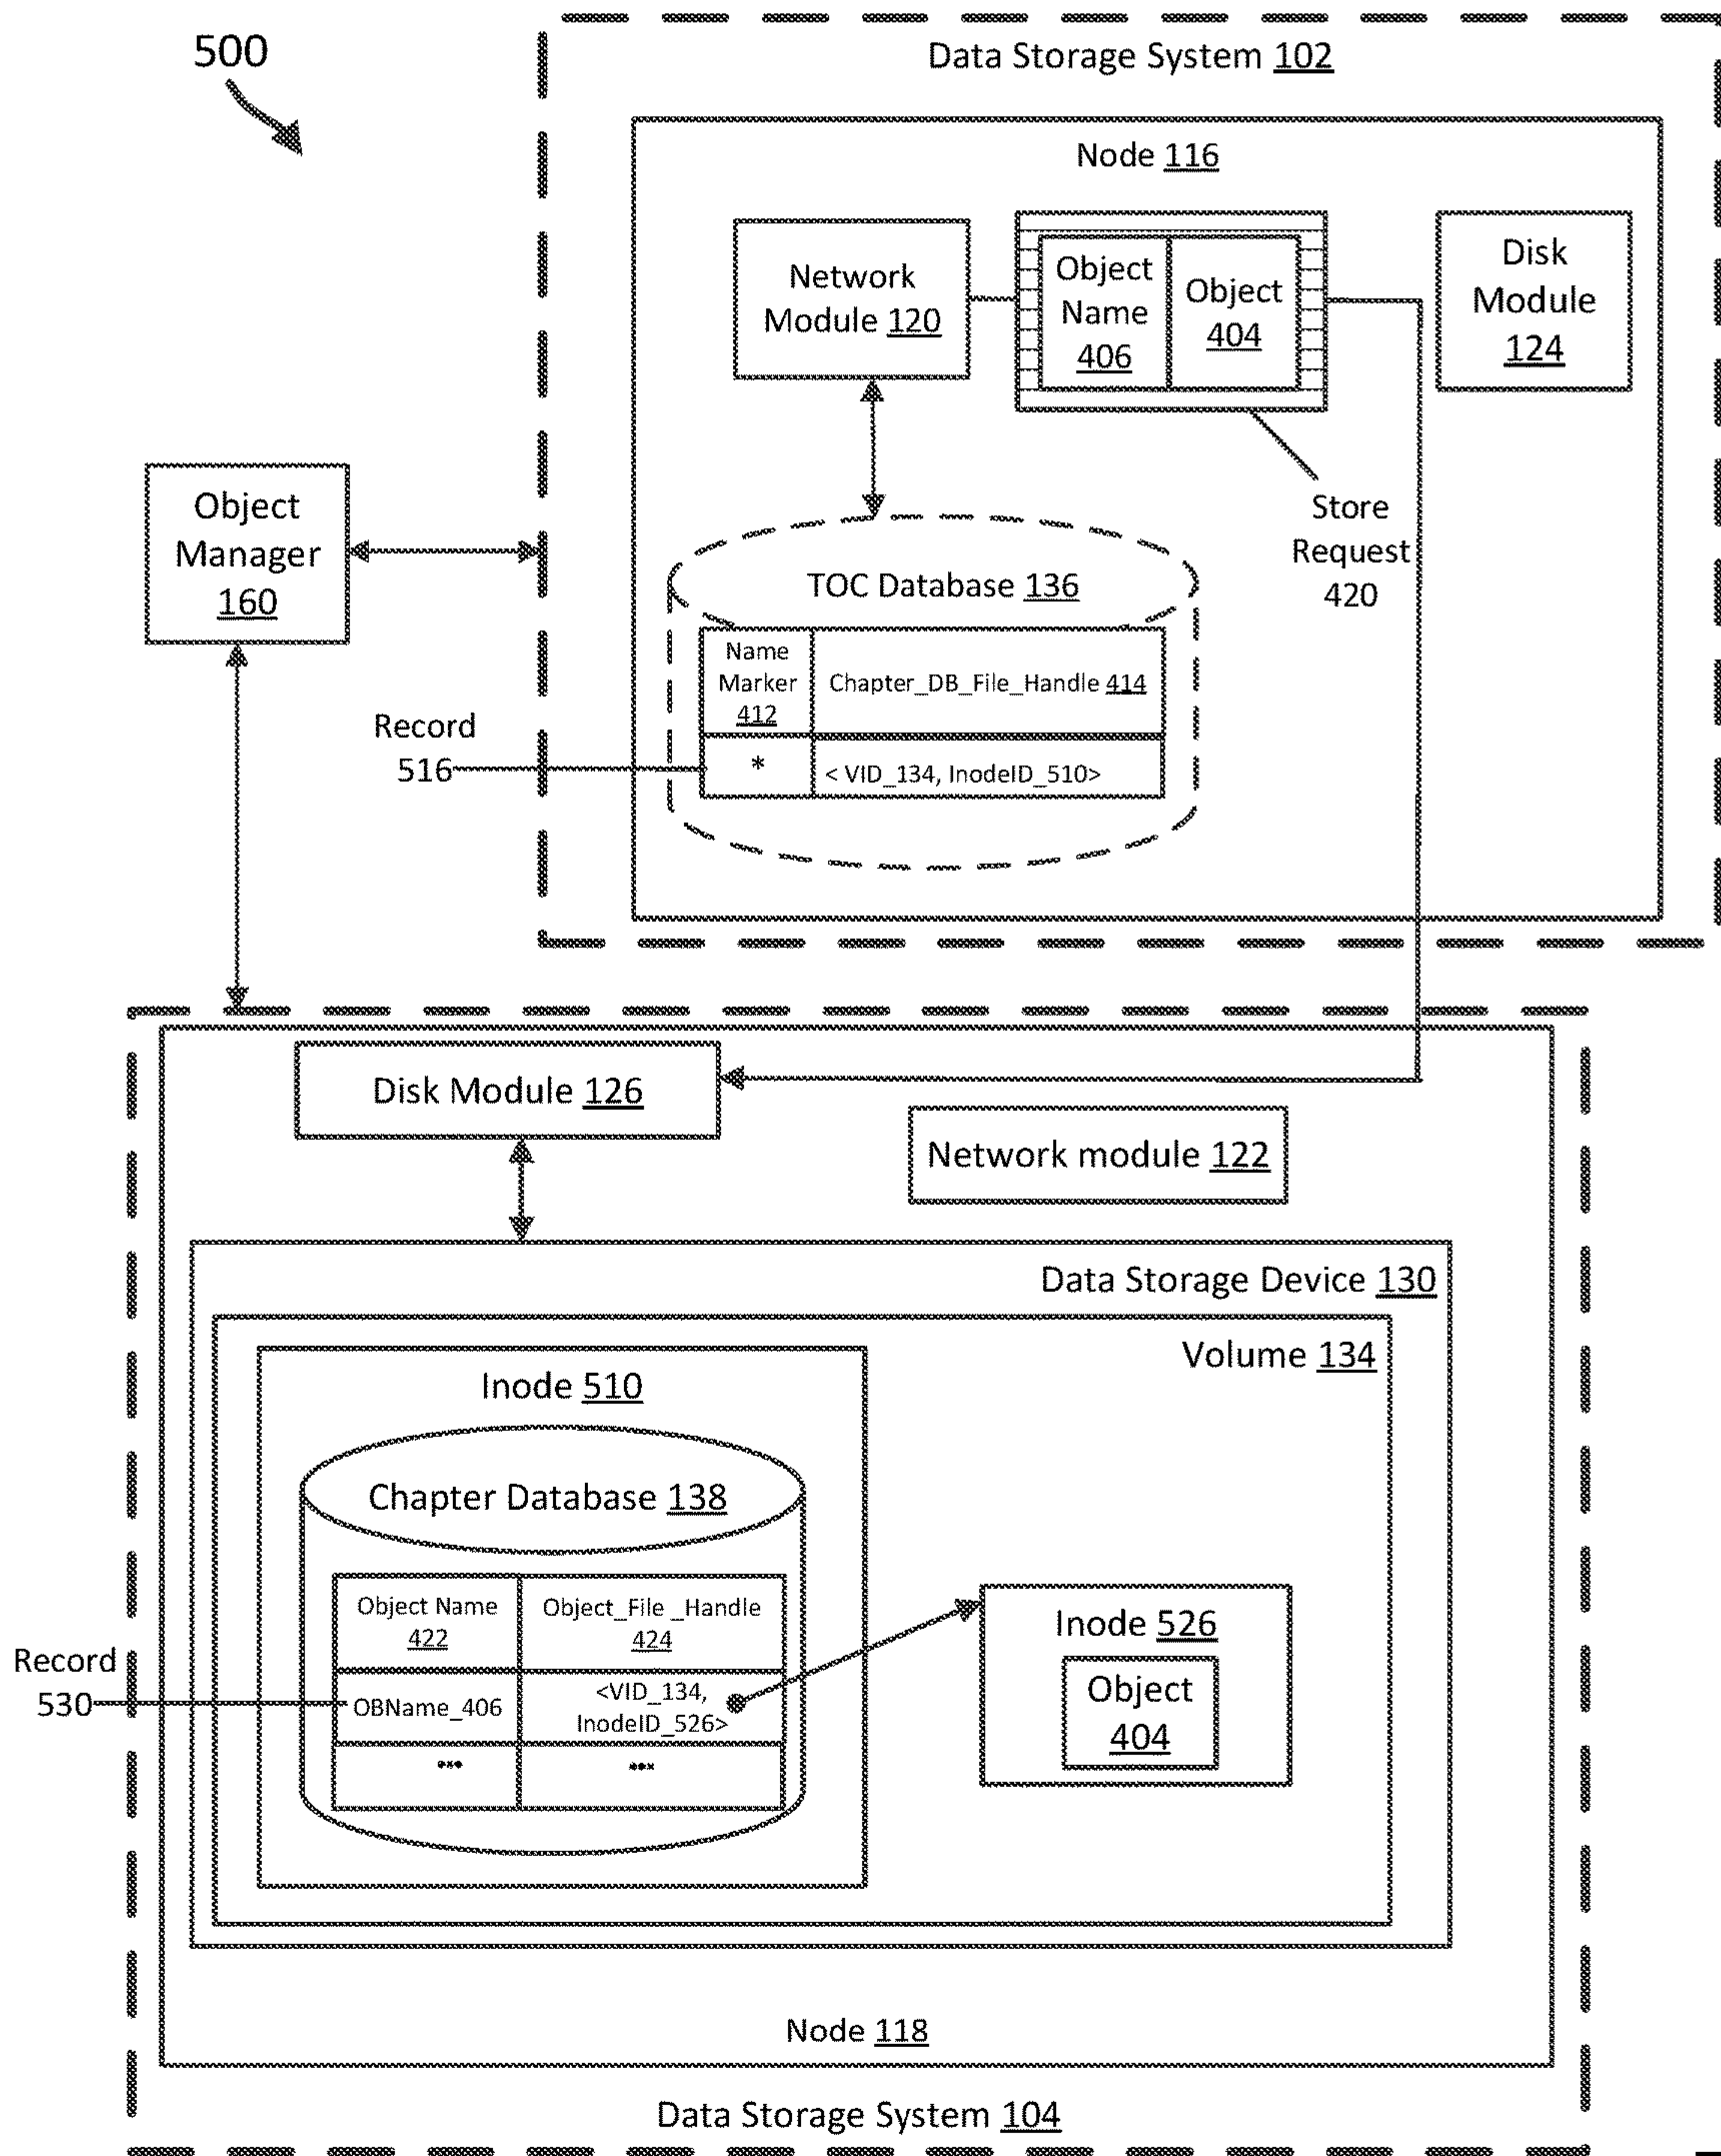 500
Data Storage System 102
Node 116
Network
Module 120
Object
Name
406
Object
404
Disk
Module
124
Store
Request
420
Object
Manager
160
TOC Database 136
Name
Marker
412
Chapter_DB_File_Handle 414
Record
516
*
< VID_134, InodeID_510>
Disk Module 126
Network module 122
Data Storage Device 130
Volume 134
Inode 510
Chapter Database 138
Object Name
422
Object_File _Handle
424
Record
530
OBName_406
<VID_134,
InodeID_526>
***
***
Inode 526
Object
404
Node 118
Data Storage System 104